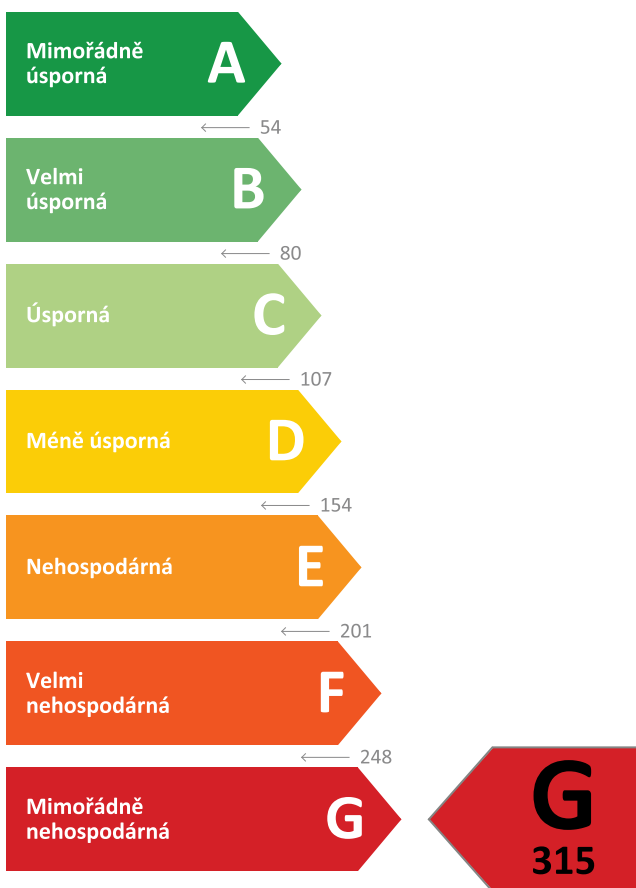 Mimořádně
úsporná
A
54
Velmi
úsporná
B
80
Úsporná
C
107
Méně úsporná
D
154
Nehospodárná
E
201
Velmi
nehospodárná
F
248
Mimořádně
nehospodárná
G
G
315